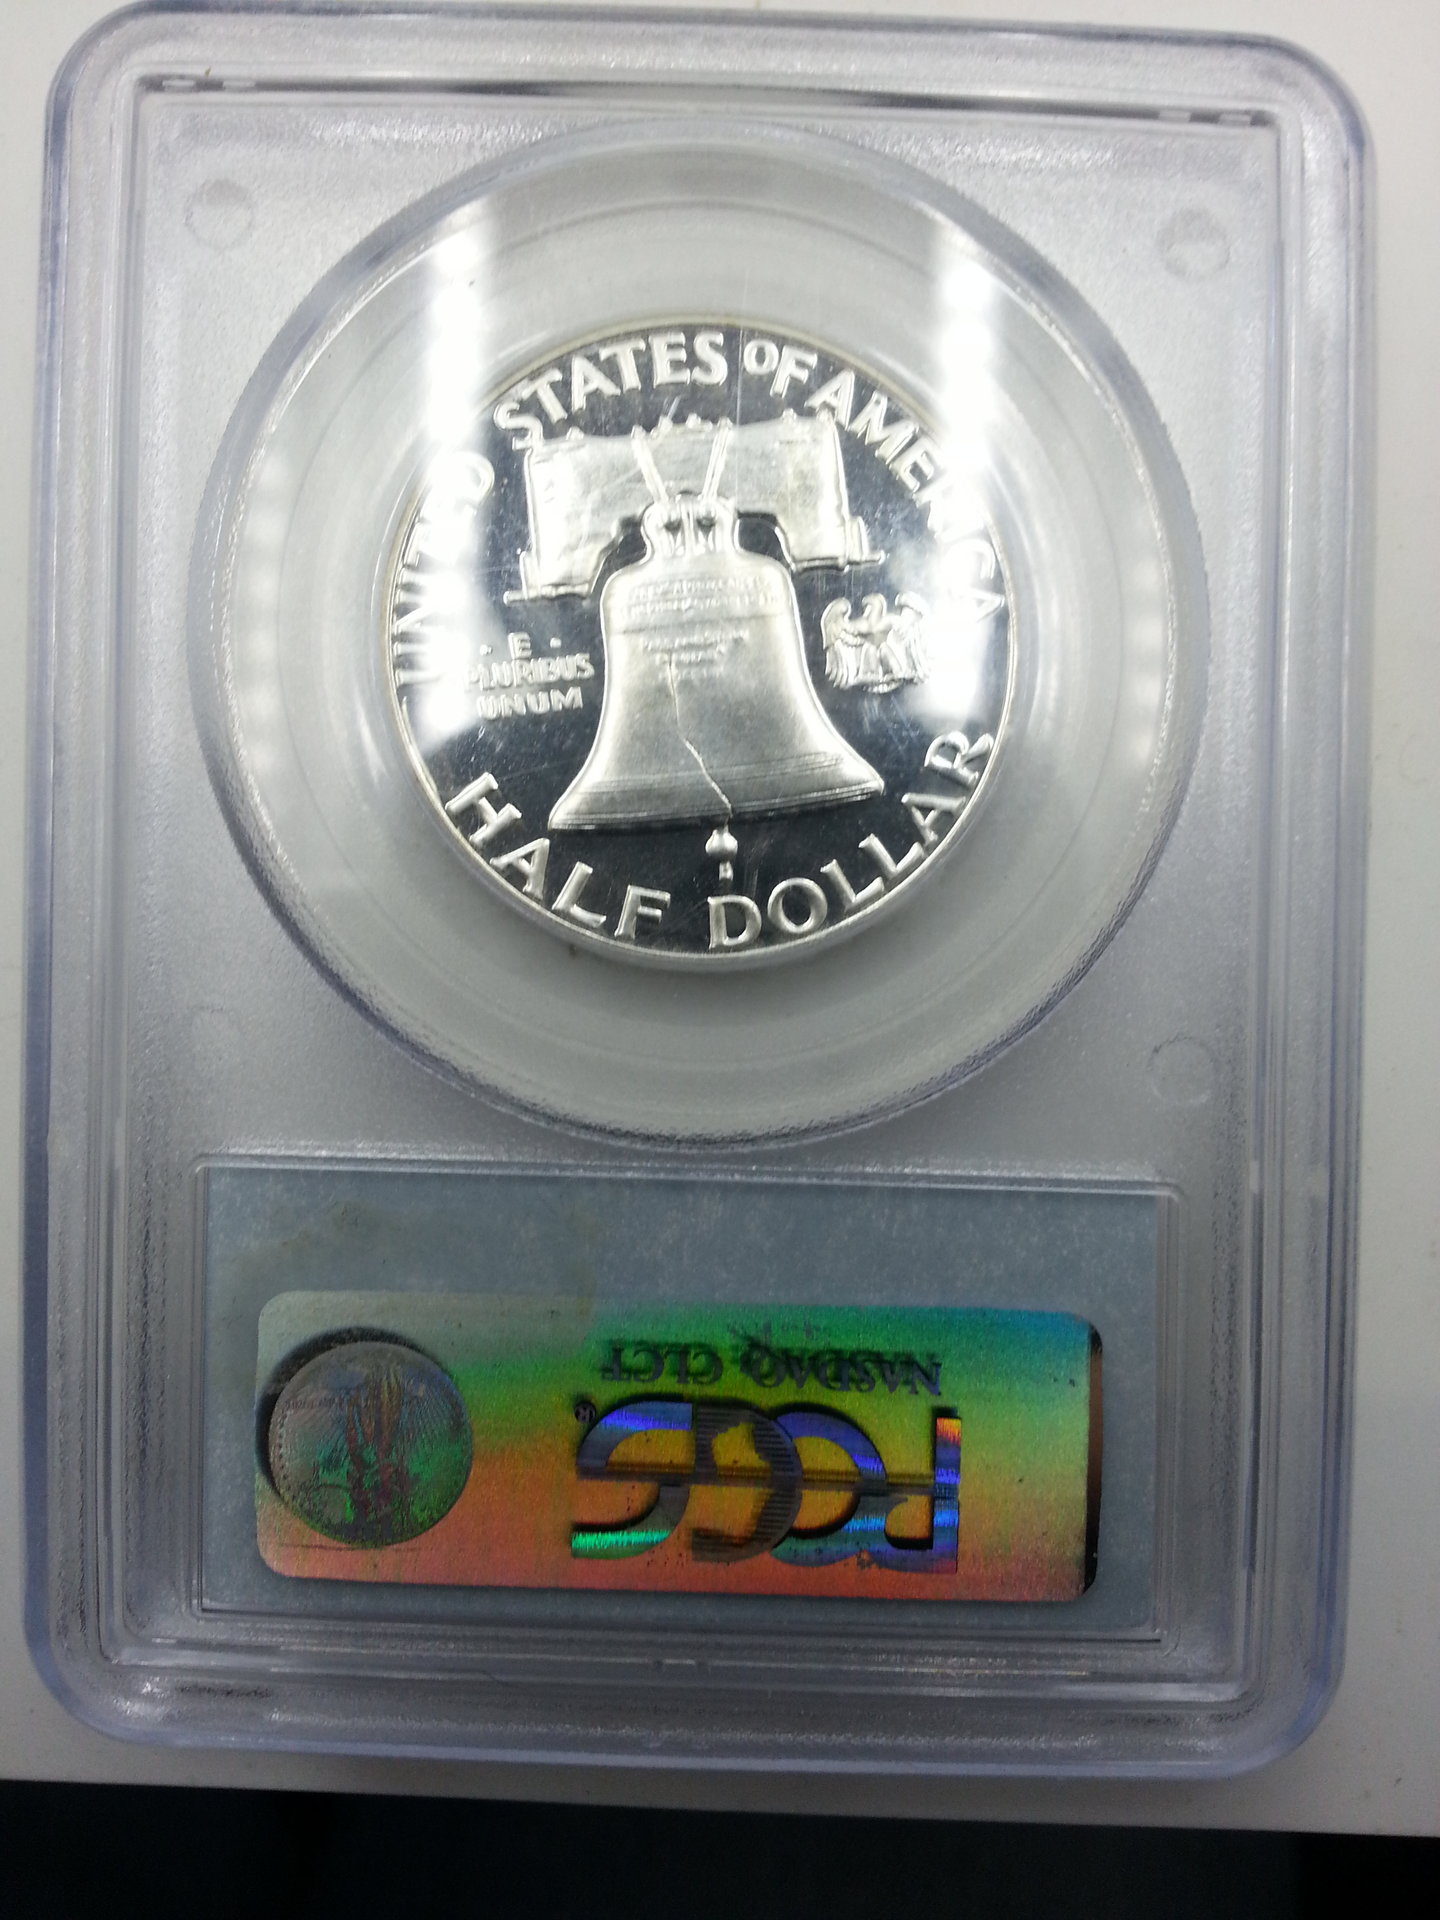 UNITED STATES OF AMERICA
· E ·
PLURIBUS
UNUM
HALF DOLLAR
NASDAQ: CLCT
PCGS®